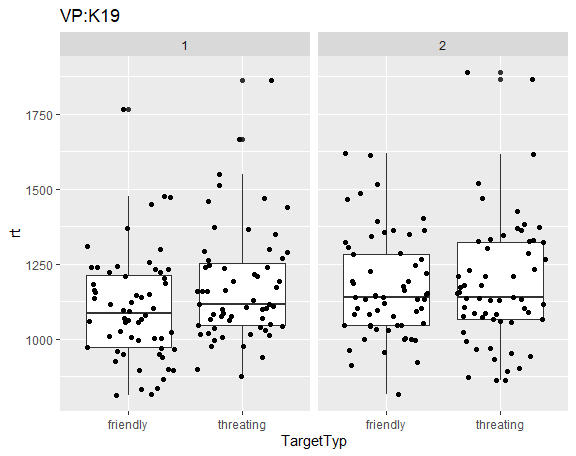 VP:K19
1 2
1750
1500
1250
1000
rt
friendly threating friendly threating
TargetTyp